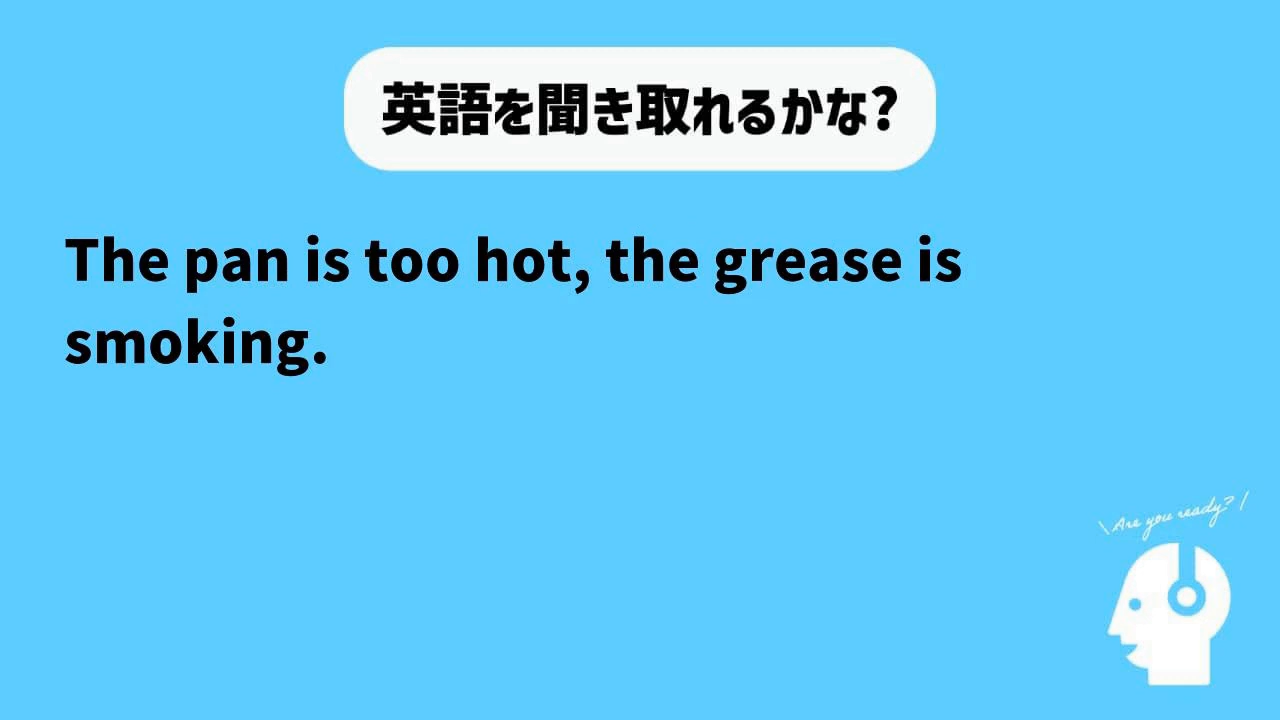 英語を聞き取れるかな?
The pan is too hot, the grease is
smoking.
\ Are you ready? /